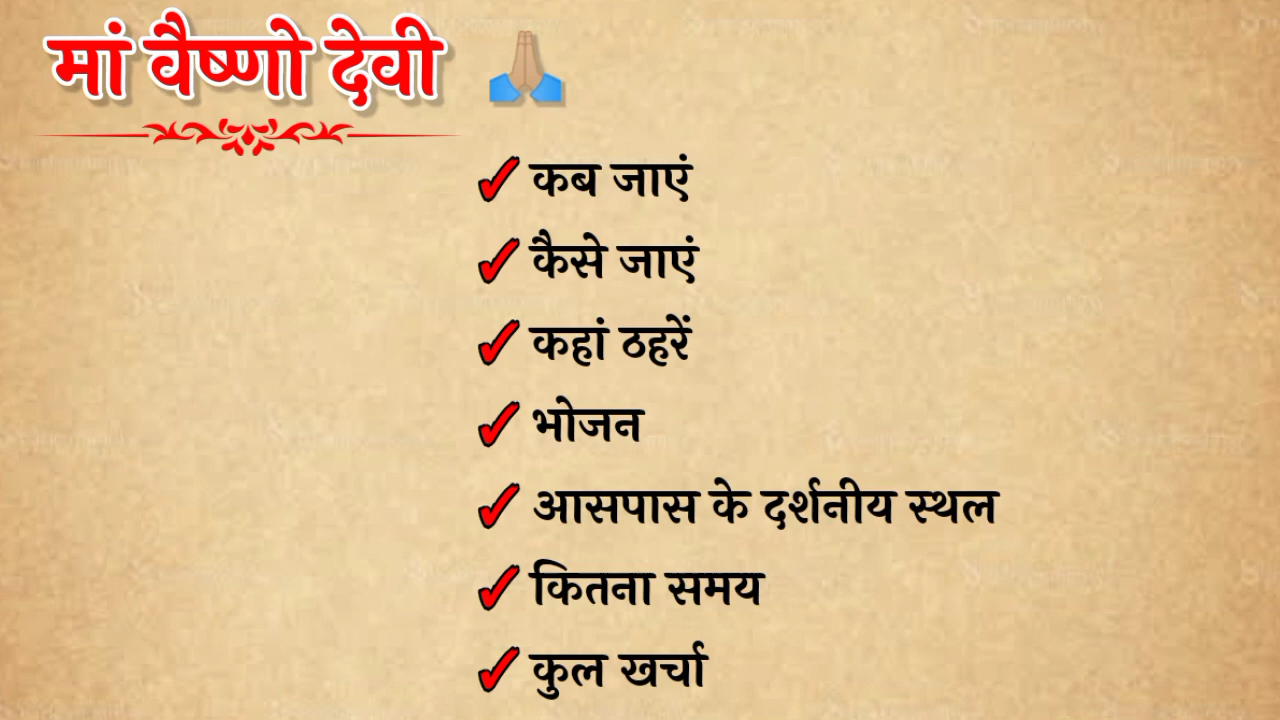 मां वैष्णो देवी
कब जाएं
कैसे जाएं
कहां ठहरें
भोजन
आसपास के दर्शनीय स्थल
कितना समय
कुल खर्चा